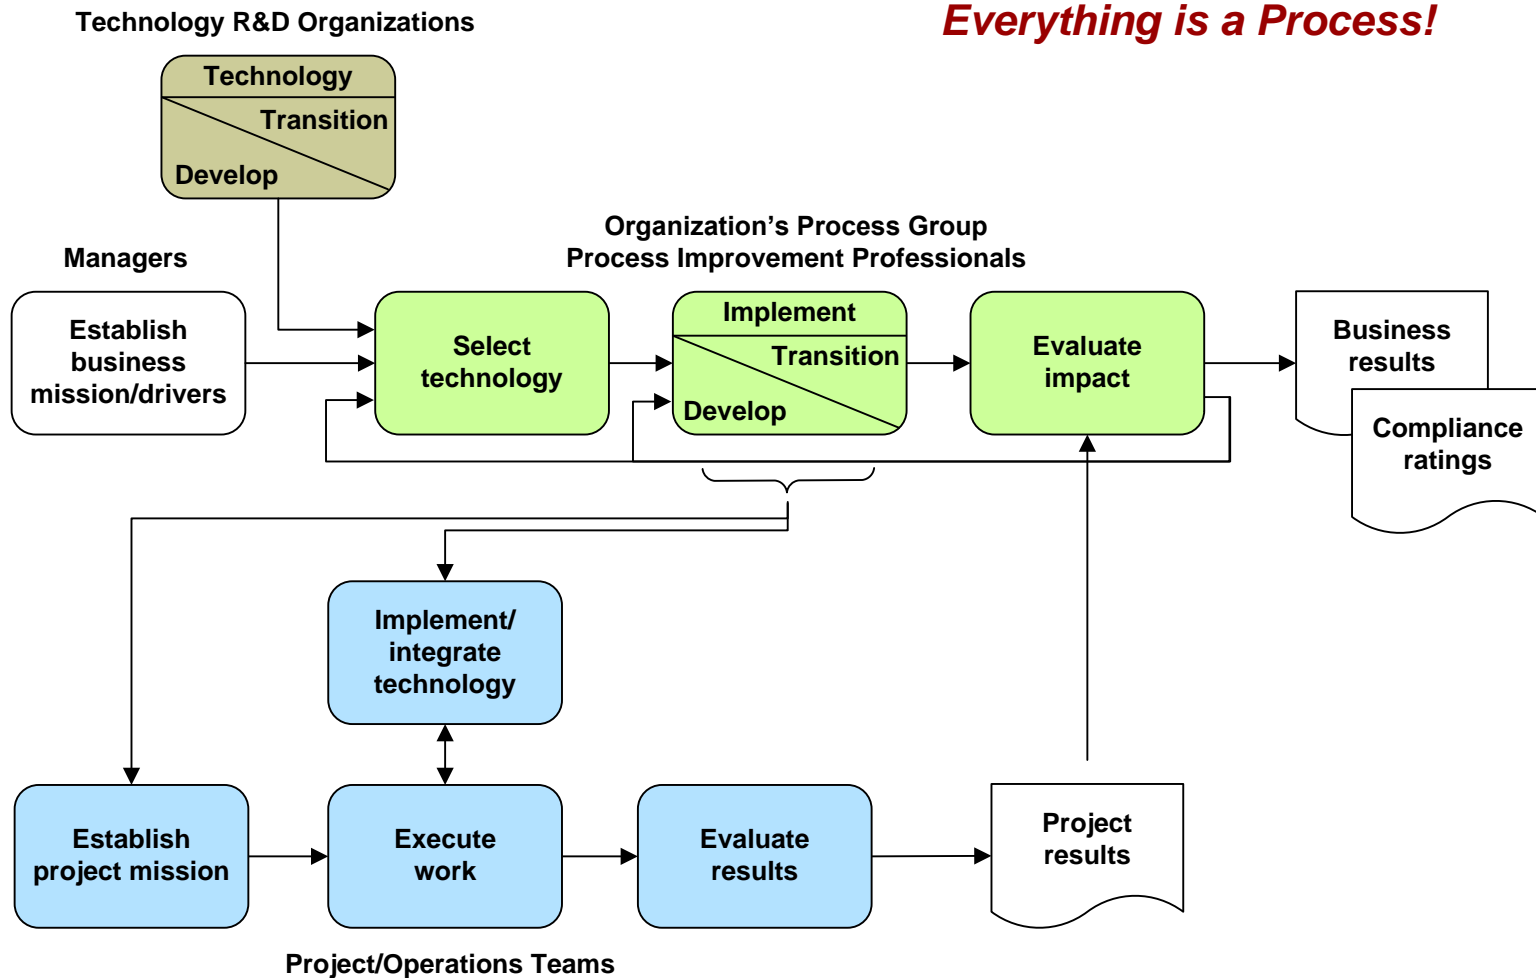 Technology R&D Organizations
Everything is a Process!
Technology
Transition
Develop
Managers
Organization's Process Group
Process Improvement Professionals
Establish
business
mission/drivers
Select
technology
Implement
Transition
Develop
Evaluate
impact
Business
results
Compliance
ratings
Implement/
integrate
technology
Establish
project mission
Execute
work
Evaluate
results
Project
results
Project/Operations Teams